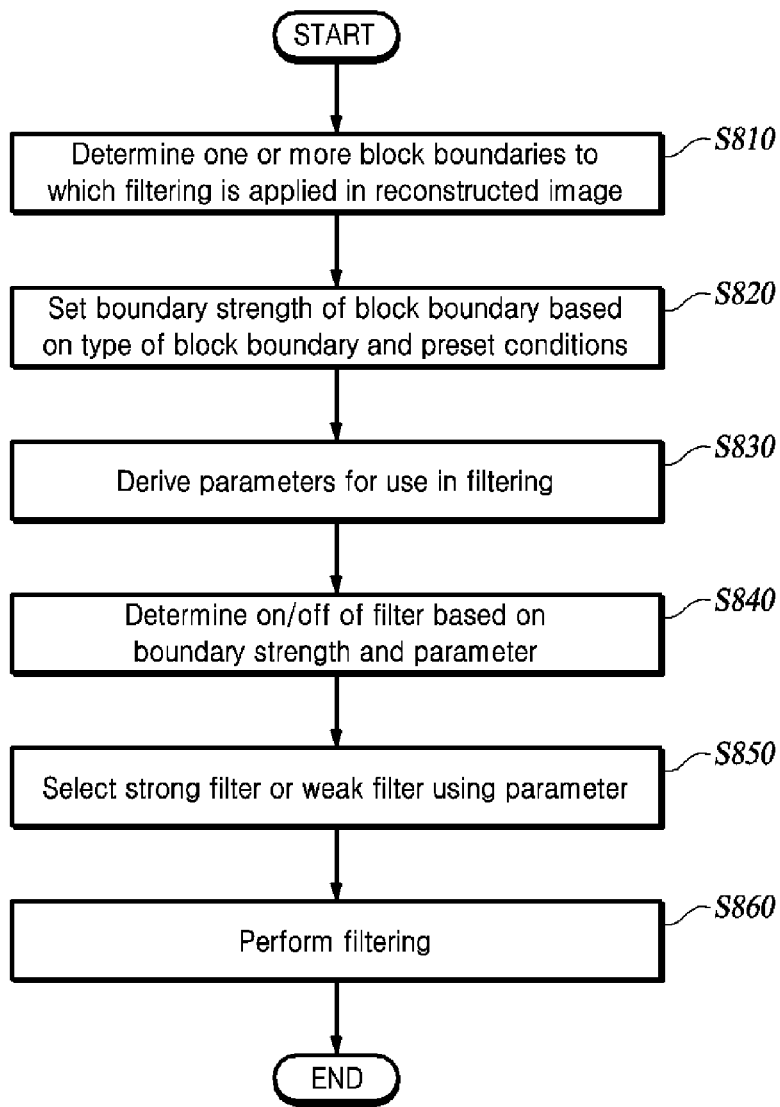 START
S810
Determine one or more block boundaries to
which filtering is applied in reconstructed image
S820
Set boundary strength of block boundary based
on type of block boundary and preset conditions
S830
Derive parameters for use in filtering
S840
Determine on/off of filter based on
boundary strength and parameter
S850
Select strong filter or weak filter using parameter
S860
Perform filtering
END